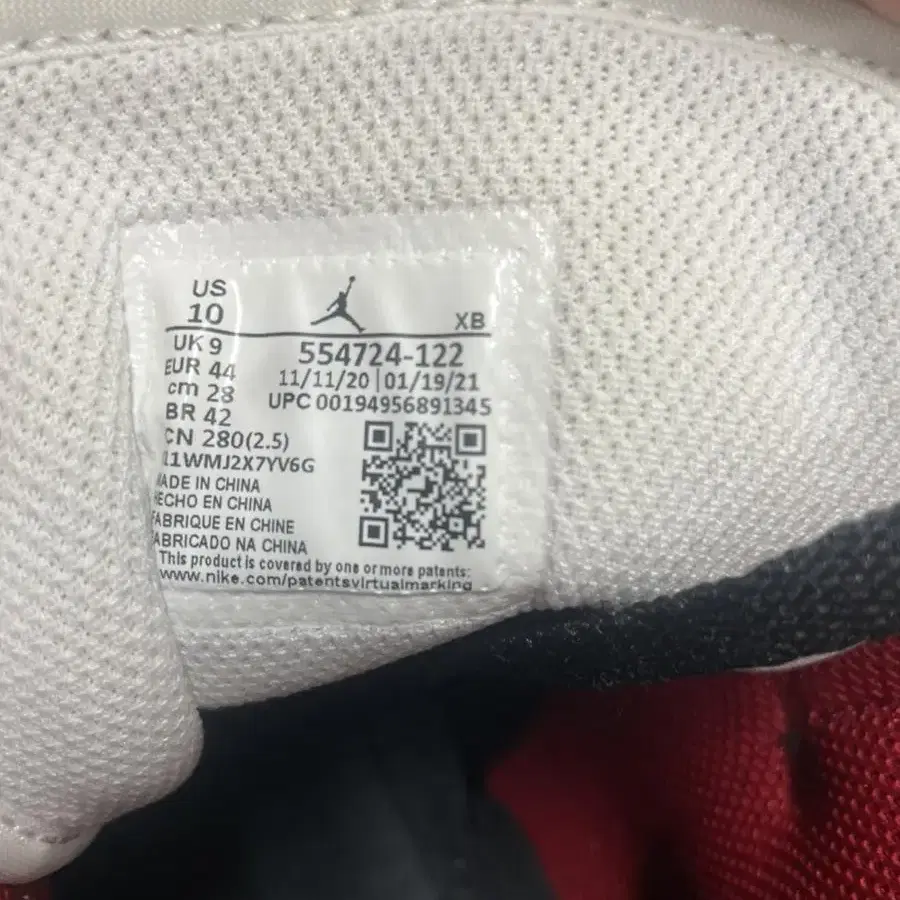 US
10
XB
UK 9
EUR 44
cm 28
BR 42
CN 280(2.5)
554724-122
11/11/20 | 01/19/21
UPC 00194956891345
11WMJ2X7YV6G
MADE IN CHINA
HECHO EN CHINA
FABRIQUE EN CHINE
FABRICADO NA CHINA
This product is covered by one or more patents:
www.nike.com/patentsvirtualmarking